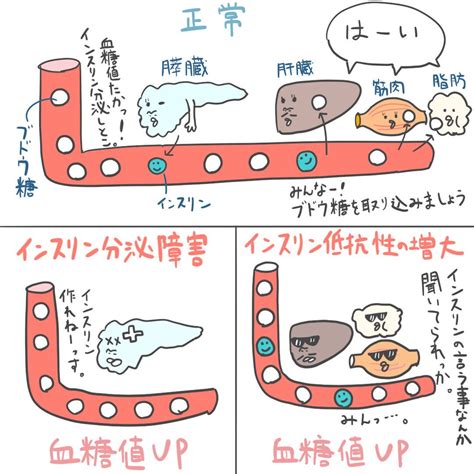 正常
はーい
血糖値たかっ!
インスリン分泌しとこ。
膵臓
肝臓
筋肉
脂肪
ブドウ糖
インスリン
みんなー!
ブドウ糖を取り込みましょう
インスリン分泌障害
インスリン
作れねーっす。
血糖値UP
インスリン抵抗性の増大
インスリンの言う事なんか
聞いてられっか。
みんっ…。
血糖値UP